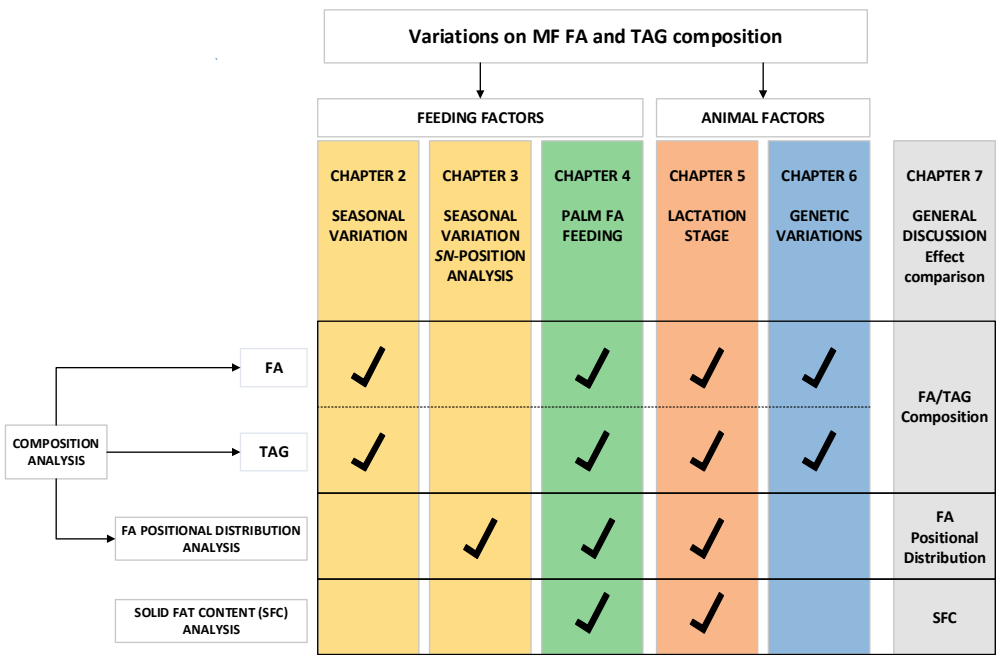 Variations on MF FA and TAG composition
FEEDING FACTORS
ANIMAL FACTORS
CHAPTER 2
SEASONAL
VARIATION
CHAPTER 3
SEASONAL
VARIATION
SN-POSITION
ANALYSIS
CHAPTER 4
PALM FA
FEEDING
CHAPTER 5
LACTATION
STAGE
CHAPTER 6
GENETIC
VARIATIONS
CHAPTER 7
GENERAL
DISCUSSION
Effect
comparison
COMPOSITION
ANALYSIS
FA
TAG
FA/TAG
Composition
FA POSITIONAL DISTRIBUTION
ANALYSIS
FA
Positional
Distribution
SOLID FAT CONTENT (SFC)
ANALYSIS
SFC